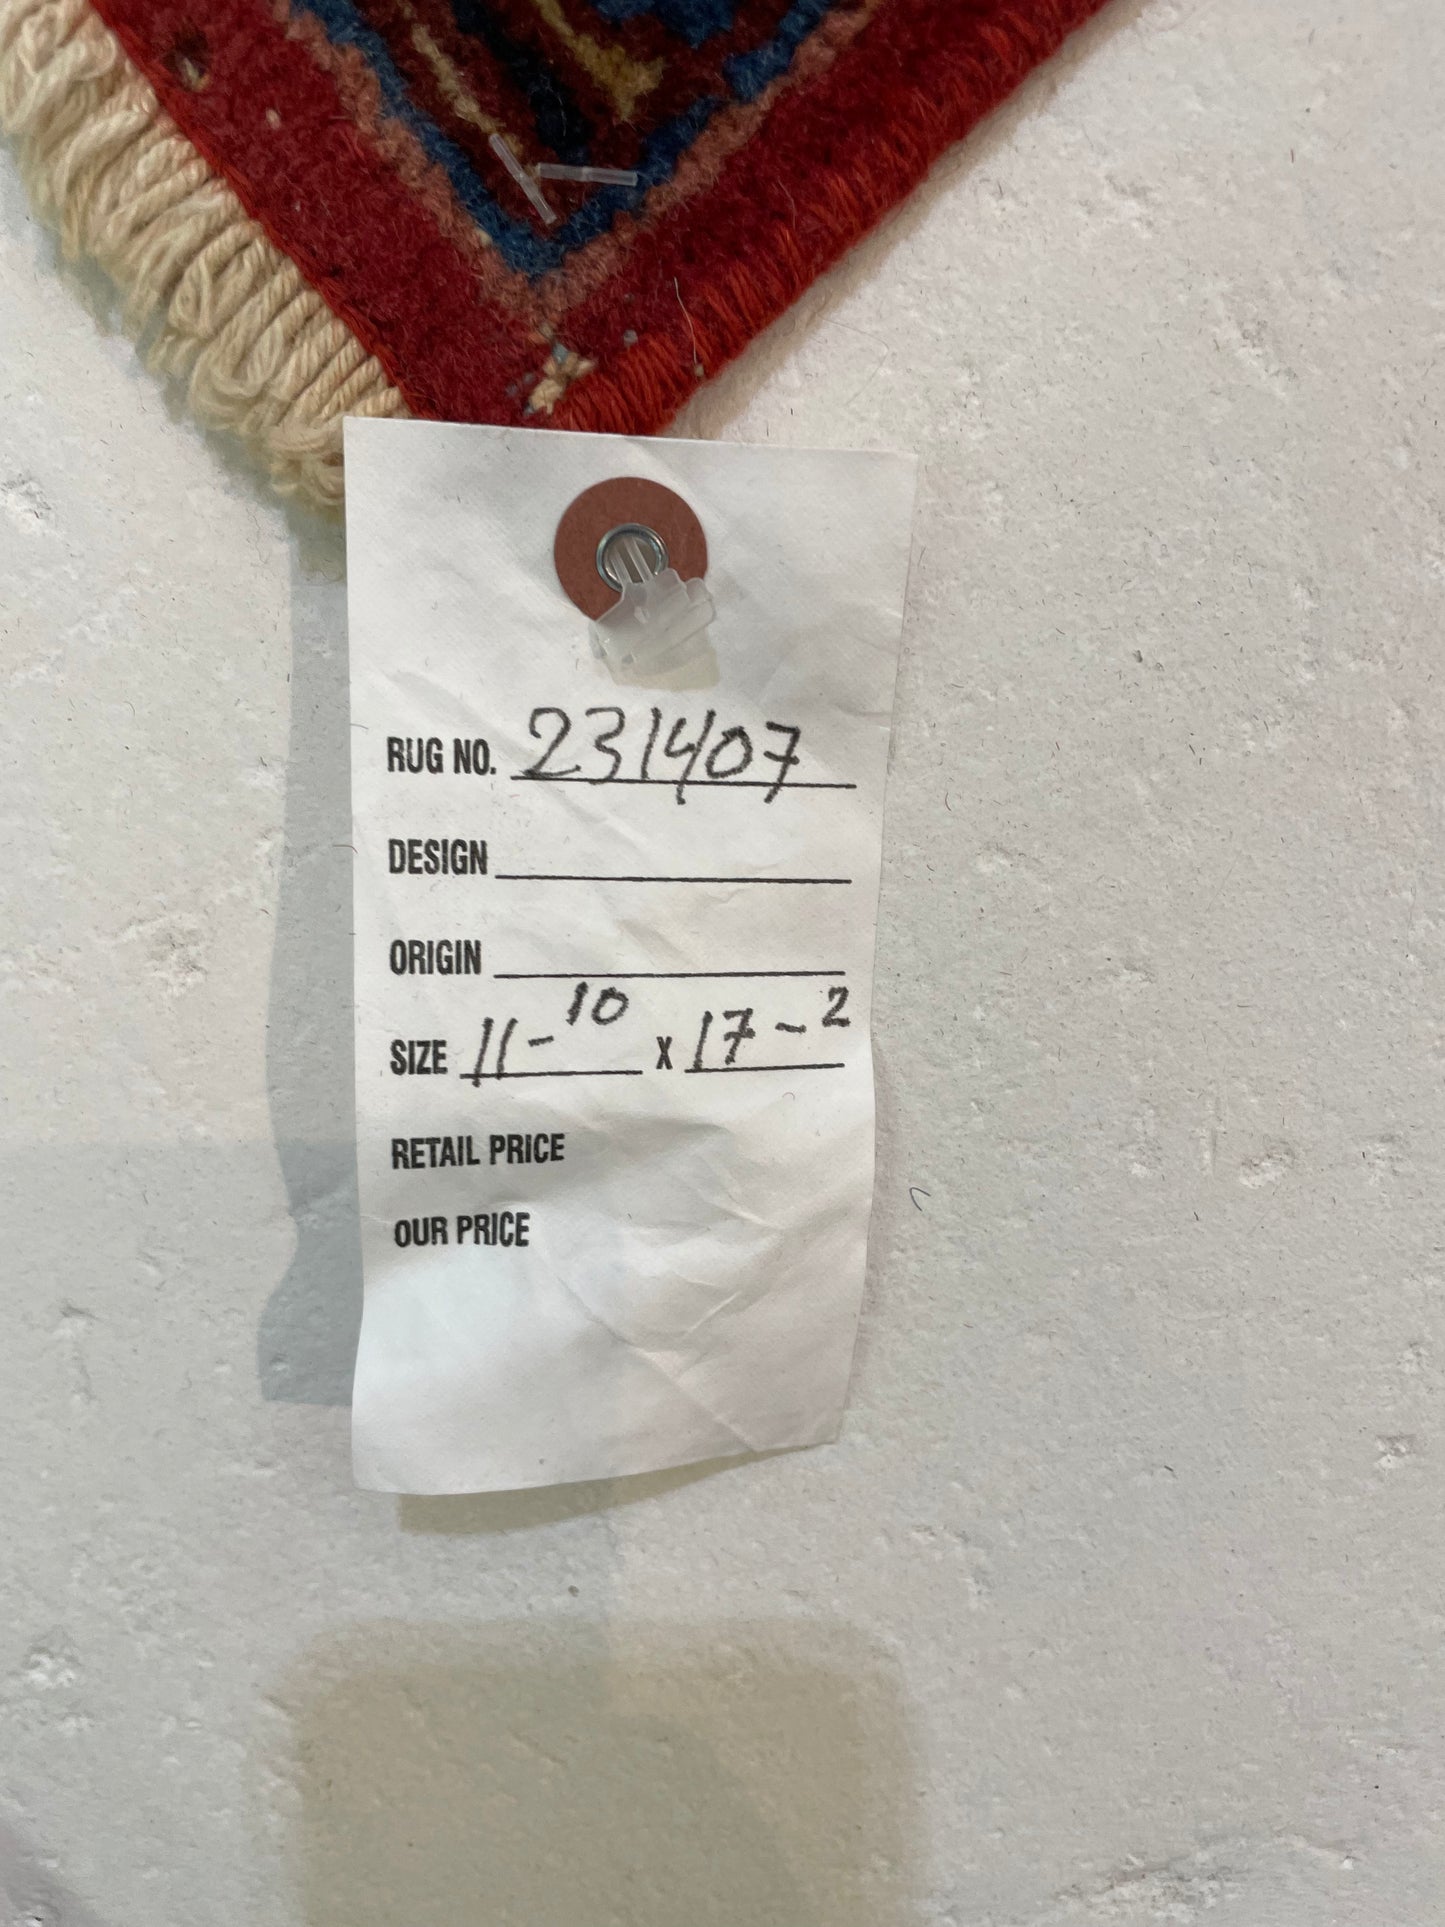 RUG NO. 231407
DESIGN
ORIGIN
SIZE 11-10 X 17-2
RETAIL PRICE
OUR PRICE